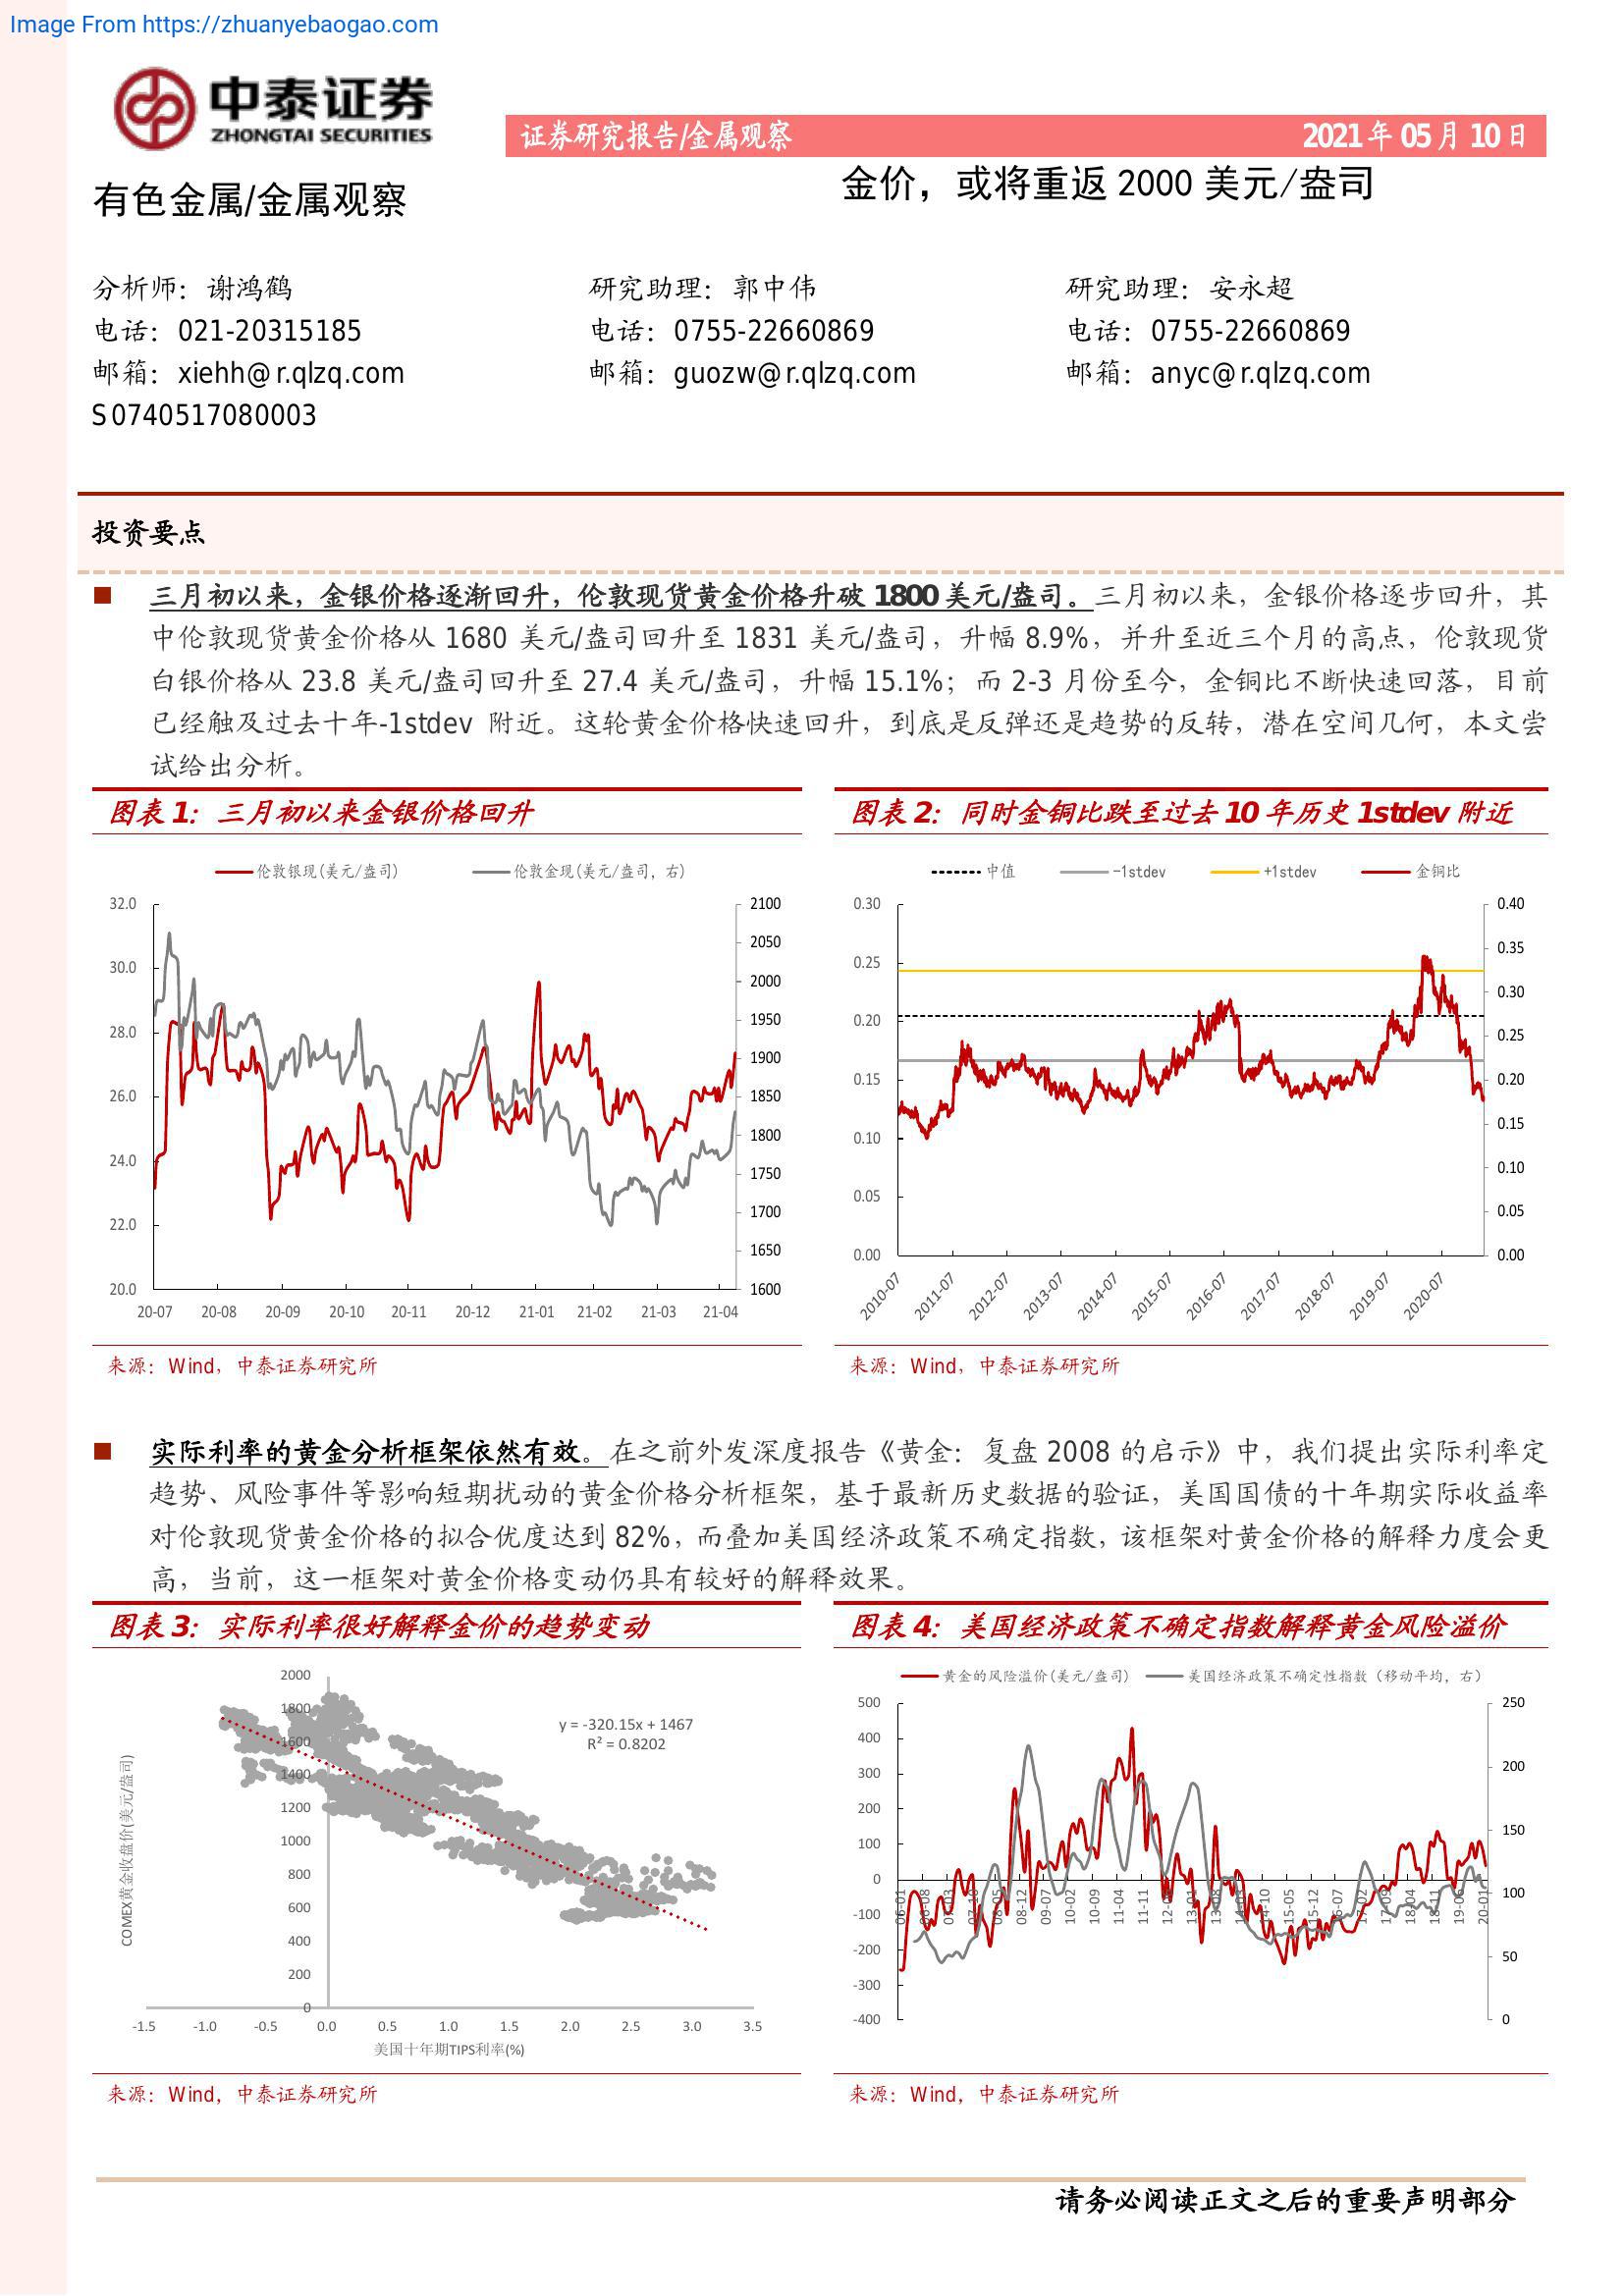 Image From https://zhuanyebaogao.com
中泰证券
ZHONGTAI SECURITIES
证券研究报告/金属观察 2021年05月10日
有色金属/金属观察
金价，或将重返 2000 美元/盎司
分析师：谢鸿鹤
电话：021-20315185
邮箱：xiehh@r.qlzq.com
S0740517080003
研究助理：郭中伟
电话：0755-22660869
邮箱：guozw@r.qlzq.com
研究助理：安永超
电话：0755-22660869
邮箱：anyc@r.qlzq.com
投资要点
三月初以来，金银价格逐渐回升，伦敦现货黄金价格升破 1800 美元/盎司。三月初以来，金银价格逐步回升，其
中伦敦现货黄金价格从 1680 美元/盎司回升至 1831 美元/盎司，升幅 8.9%，并升至近三个月的高点，伦敦现货
白银价格从 23.8 美元/盎司回升至 27.4 美元/盎司，升幅 15.1%；而 2-3 月份至今，金铜比不断快速回落，目前
已经触及过去十年-1stdev 附近。这轮黄金价格快速回升，到底是反弹还是趋势的反转，潜在空间几何，本文尝
试给出分析。
图表 1：三月初以来金银价格回升
伦敦银现(美元/盎司) 伦敦金现(美元/盎司，右)
32.0
30.0
28.0
26.0
24.0
22.0
20.0
2100
2050
2000
1950
1900
1850
1800
1750
1700
1650
1600
20-07 20-08 20-09 20-10 20-11 20-12 21-01 21-02 21-03 21-04
来源：Wind，中泰证券研究所
图表 2：同时金铜比跌至过去 10 年历史 1stdev 附近
中值 -1stdev +1stdev 金铜比
0.30
0.25
0.20
0.15
0.10
0.05
0.00
0.40
0.35
0.30
0.25
0.20
0.15
0.10
0.05
0.00
2010-07 2011-07 2012-07 2013-07 2014-07 2015-07 2016-07 2017-07 2018-07 2019-07 2020-07
来源：Wind，中泰证券研究所
实际利率的黄金分析框架依然有效。在之前外发深度报告《黄金：复盘 2008 的启示》中，我们提出实际利率定
趋势、风险事件等影响短期扰动的黄金价格分析框架，基于最新历史数据的验证，美国国债的十年期实际收益率
对伦敦现货黄金价格的拟合优度达到 82%，而叠加美国经济政策不确定指数，该框架对黄金价格的解释力度会更
高，当前，这一框架对黄金价格变动仍具有较好的解释效果。
图表 3：实际利率很好解释金价的趋势变动
COMEX黄金收盘价(美元/盎司)
2000
1800
1600
1400
1200
1000
800
600
400
200
0
y = -320.15x + 1467
R² = 0.8202
-1.5 -1.0 -0.5 0.0 0.5 1.0 1.5 2.0 2.5 3.0 3.5
美国十年期TIPS利率(%)
来源：Wind，中泰证券研究所
图表 4：美国经济政策不确定指数解释黄金风险溢价
黄金的风险溢价(美元/盎司) 美国经济政策不确定性指数（移动平均，右）
500
400
300
200
100
0
-100
-200
-300
-400
250
200
150
100
50
0
06-01 06-08 07-03 07-10 08-05 08-12 09-07 10-02 10-09 11-04 11-11 12-06 13-01 13-08 14-03 14-10 15-05 15-12 16-07 17-02 17-09 18-04 18-11 19-06 20-01
来源：Wind，中泰证券研究所
请务必阅读正文之后的重要声明部分